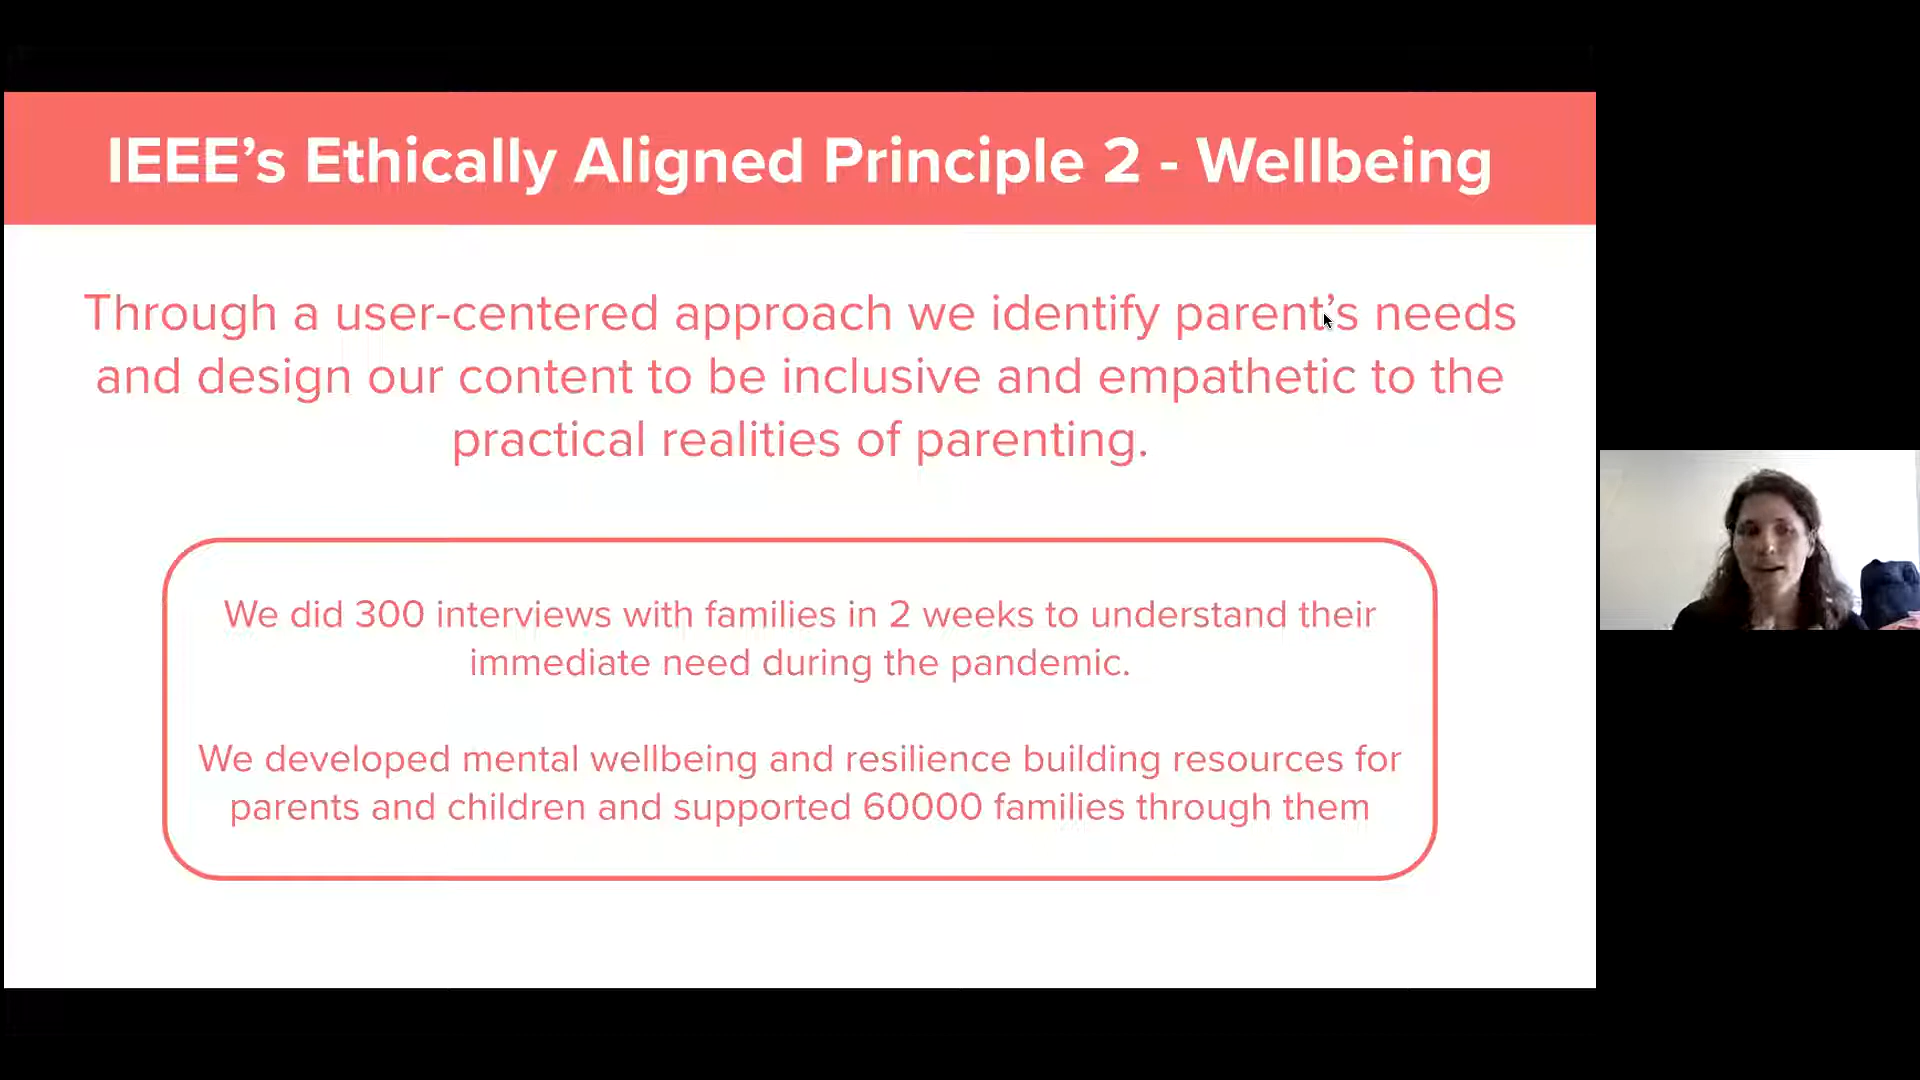 IEEE’s Ethically Aligned Principle 2 - Wellbeing
Through a user-centered approach we identify parent’s needs
and design our content to be inclusive and empathetic to the
practical realities of parenting.
We did 300 interviews with families in 2 weeks to understand their
immediate need during the pandemic.
We developed mental wellbeing and resilience building resources for
parents and children and supported 60000 families through them